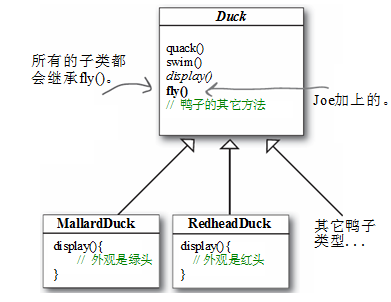 Duck
quack()
swim()
display()
fly()
// 鸭子的其它方法
所有的子类都
会继承fly()。
Joe加上的。
MallardDuck
display(){
// 外观是绿头
}
RedheadDuck
display(){
// 外观是红头
}
其它鸭子
类型...